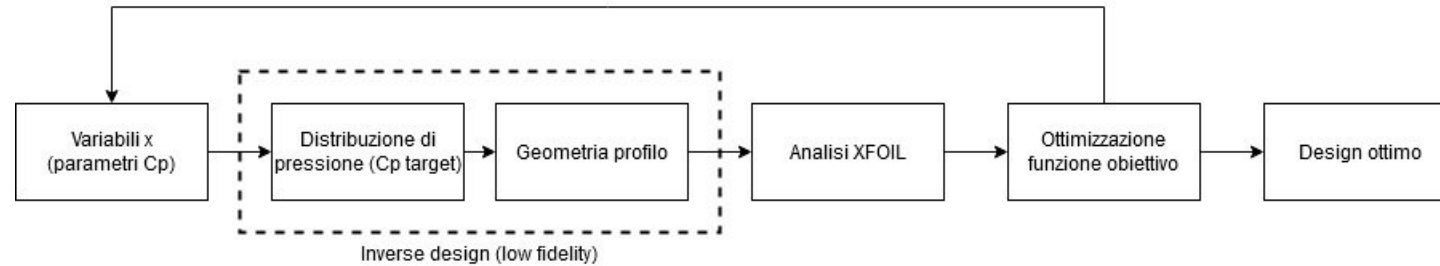 Variabili x
(parametri Cp)
Distribuzione di
pressione (Cp target)
Geometria profilo
Analisi XFOIL
Ottimizzazione
funzione obiettivo
Design ottimo
Inverse design (low fidelity)